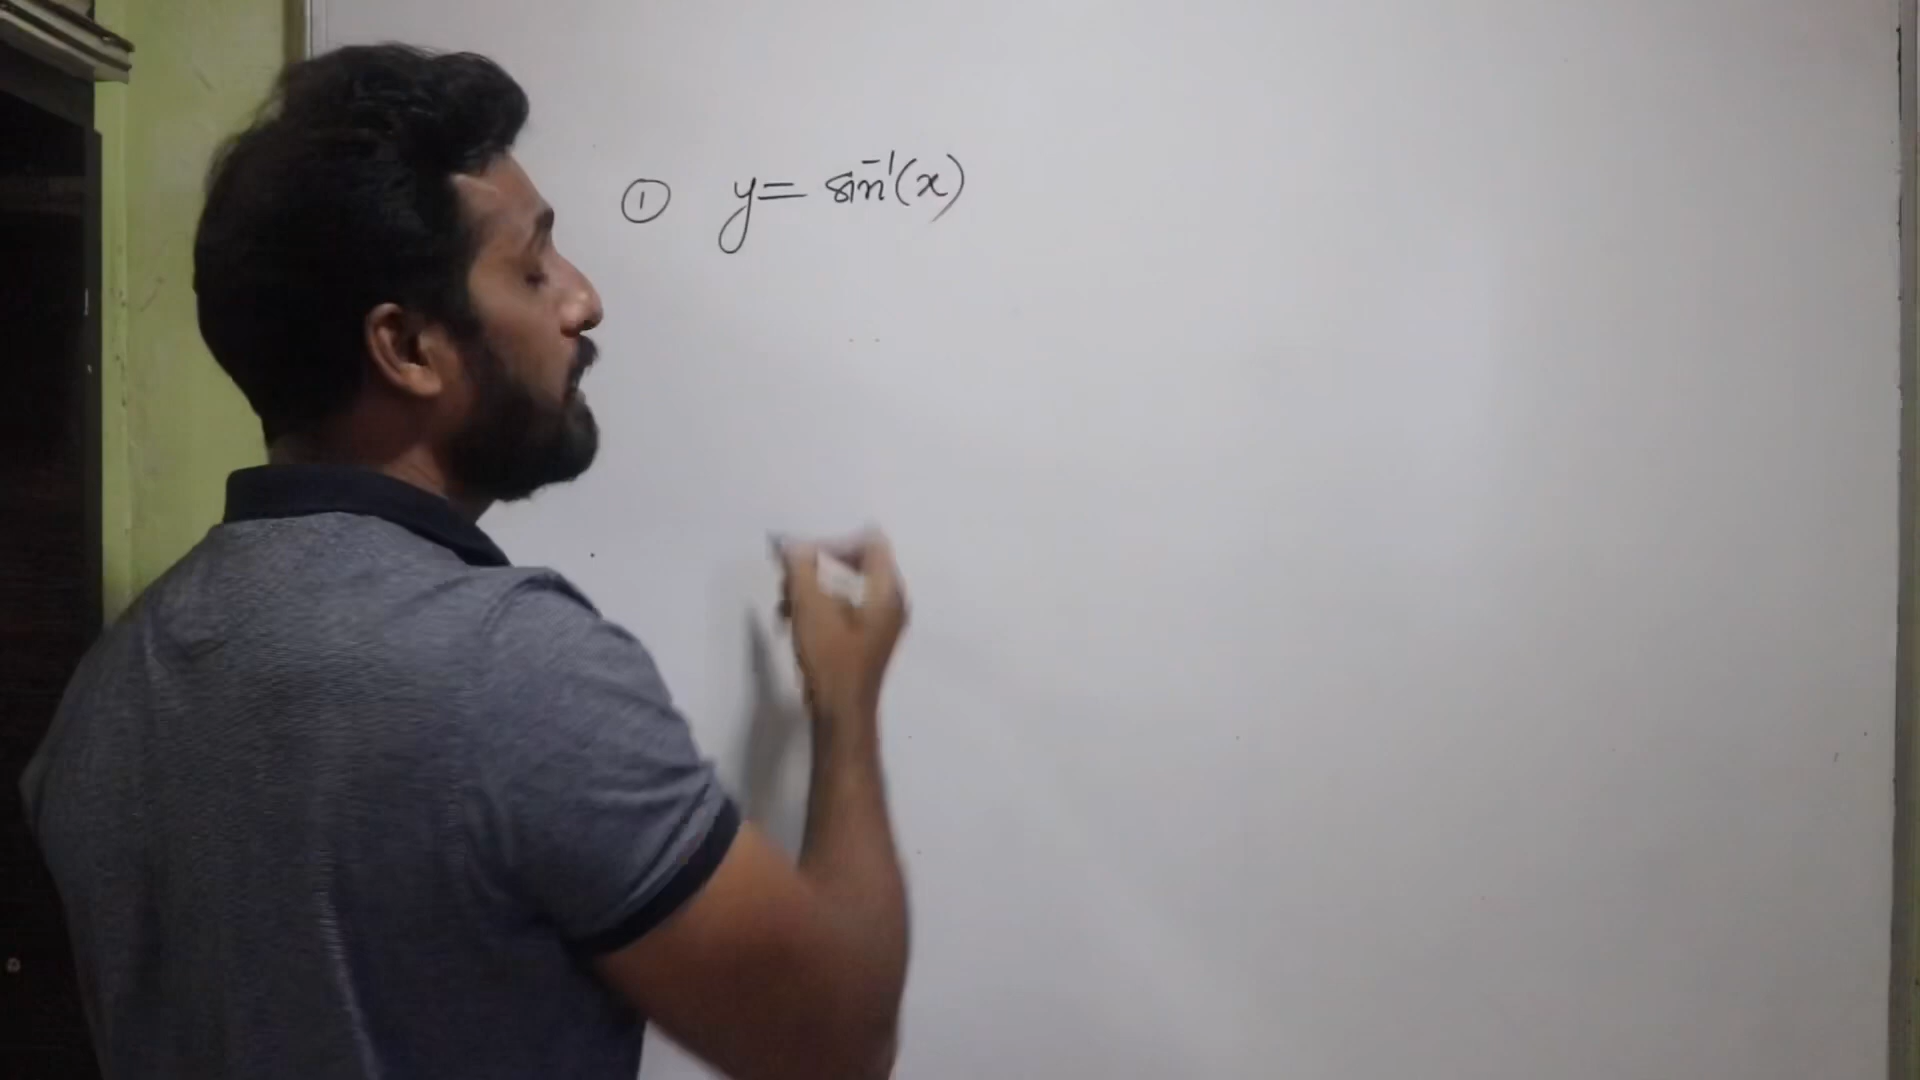 ① y = sin⁻¹(x)